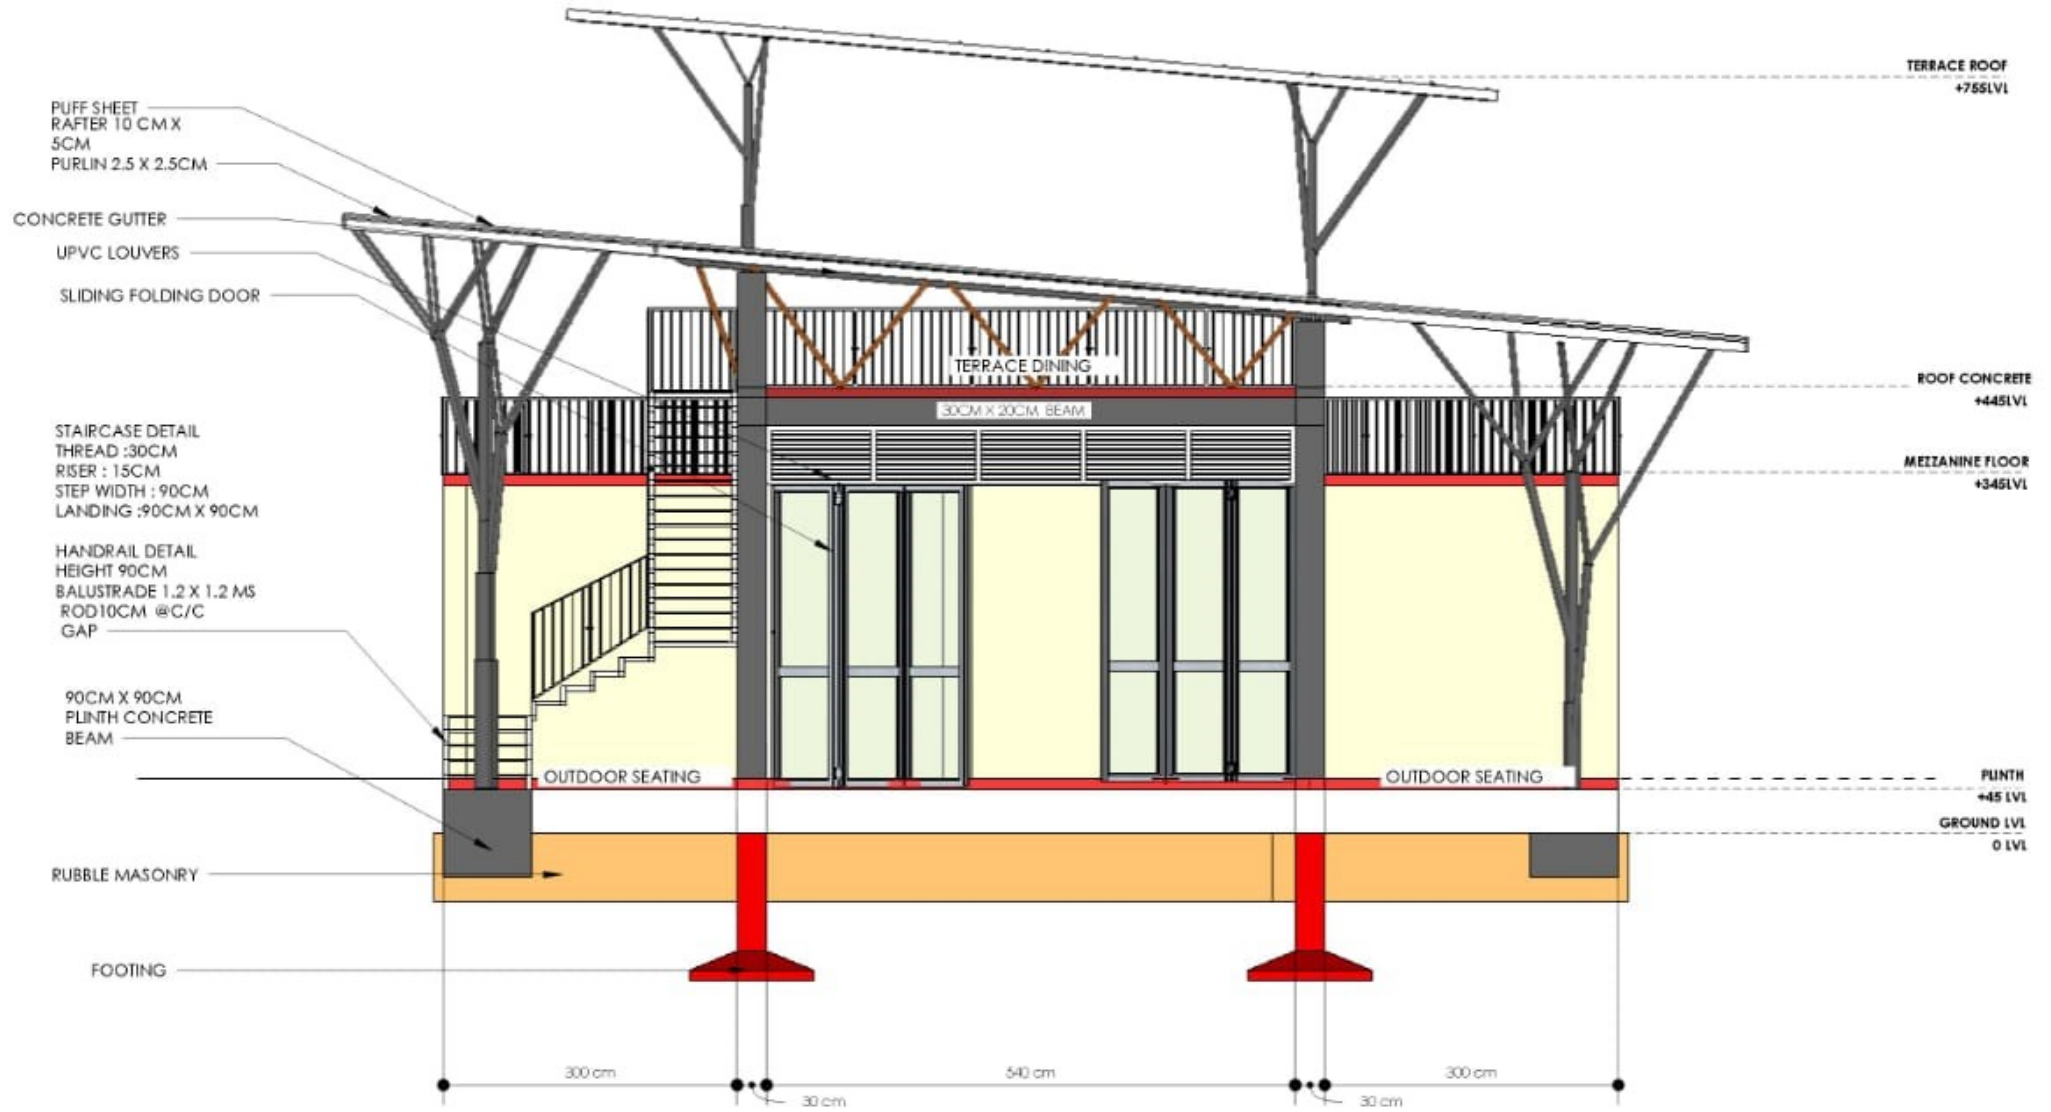 TERRACE ROOF
+755LVL
PUFF SHEET
RAFTER 10 CM X
5CM
PURLIN 2.5 X 2.5CM
CONCRETE GUTTER
UPVC LOUVERS
SLIDING FOLDING DOOR
TERRACE DINING
ROOF CONCRETE
+445LVL
30CM X 20CM BEAM
STAIRCASE DETAIL
THREAD :30CM
RISER : 15CM
STEP WIDTH : 90CM
LANDING :90CM X 90CM
MEZZANINE FLOOR
+345LVL
HANDRAIL DETAIL
HEIGHT 90CM
BALUSTRADE 1.2 X 1.2 MS
ROD10CM @C/C
GAP
90CM X 90CM
PLINTH CONCRETE
BEAM
OUTDOOR SEATING
OUTDOOR SEATING
PLINTH
+45 LVL
GROUND LVL
0 LVL
RUBBLE MASONRY
FOOTING
300 cm
540 cm
300 cm
30 cm
30 cm